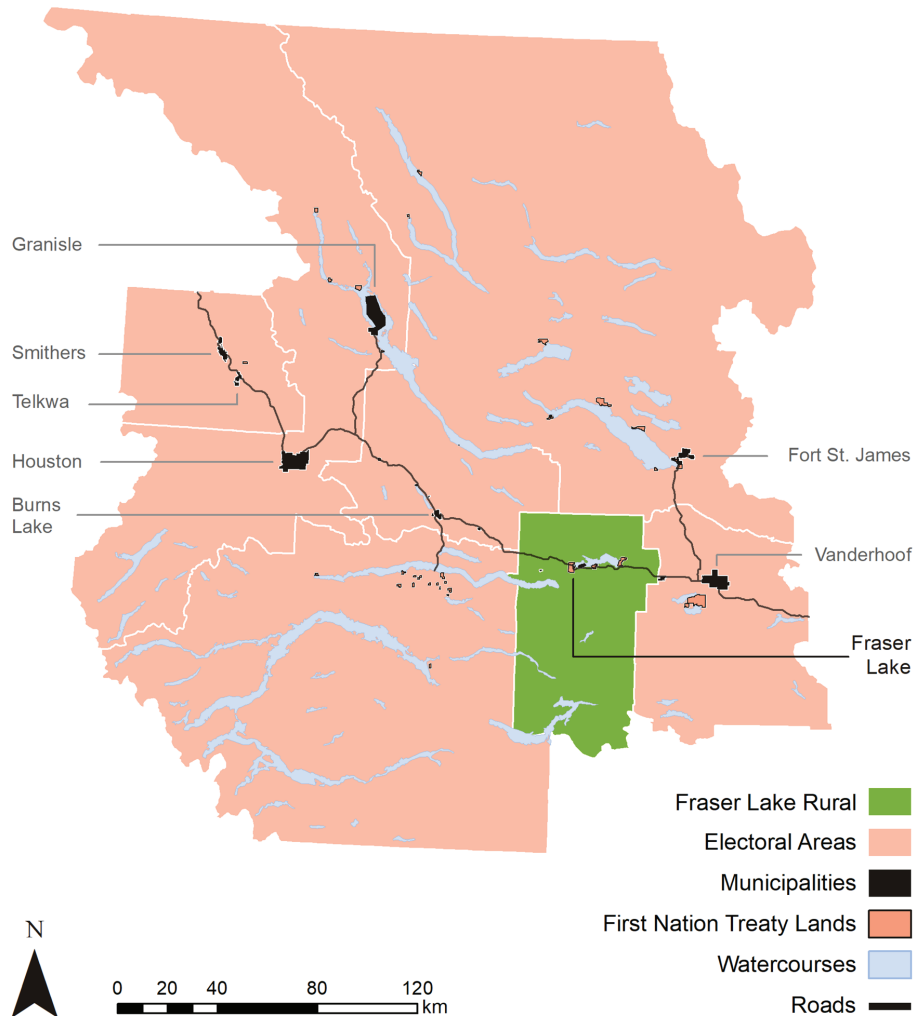 Granisle
Smithers
Telkwa
Houston
Burns
Lake
Fort St. James
Vanderhoof
Fraser
Lake
Fraser Lake Rural
Electoral Areas
Municipalities
First Nation Treaty Lands
Watercourses
Roads
N
0 20 40 80 120
km